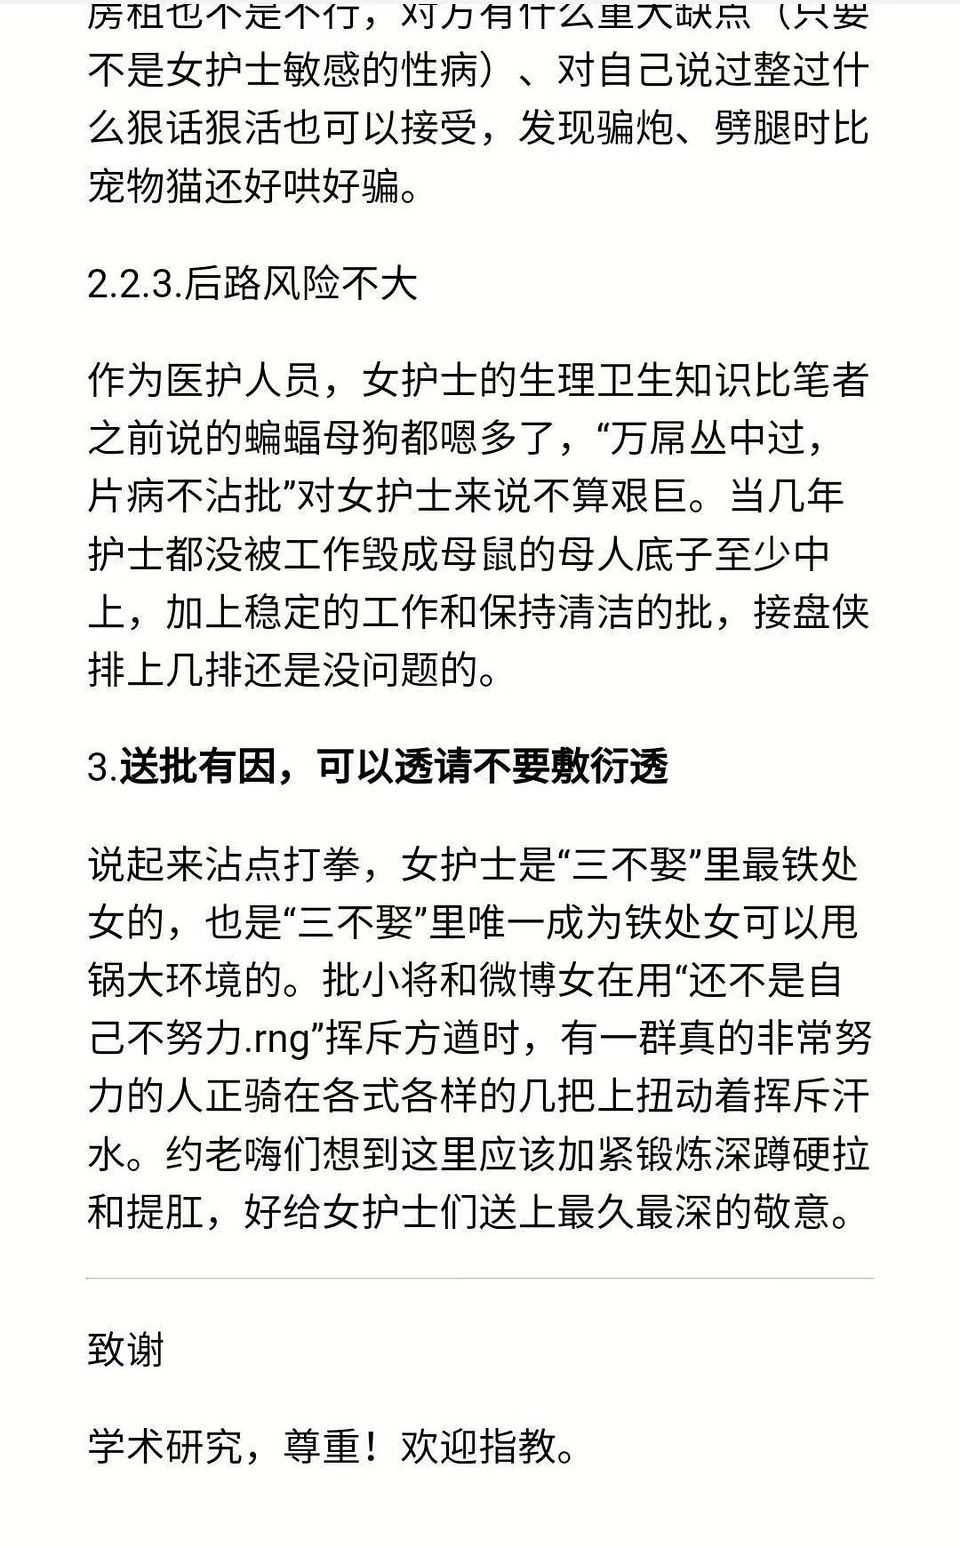 房租也不是不行，对方有什么重大缺点（只要
不是女护士敏感的性病）、对自己说过整过什
么狠话狠活也可以接受，发现骗炮、劈腿时比
宠物猫还好哄好骗。
2.2.3.后路风险不大
作为医护人员，女护士的生理卫生知识比笔者
之前说的蝙蝠母狗都嗯多了，“万屌丛中过，
片病不沾批”对女护士来说不算艰巨。当几年
护士都没被工作毁成母鼠的母人底子至少中
上，加上稳定的工作和保持清洁的批，接盘侠
排上几排还是没问题的。
3.送批有因，可以透请不要敷衍透
说起来沾点打拳，女护士是“三不娶”里最铁处
女的，也是“三不娶”里唯一成为铁处女可以甩
锅大环境的。批小将和微博女在用“还不是自
己不努力.rng”挥斥方遒时，有一群真的非常努
力的人正骑在各式各样的几把上扭动着挥斥汗
水。约老嗨们想到这里应该加紧锻炼深蹲硬拉
和提肛，好给女护士们送上最久最深的敬意。
致谢
学术研究，尊重！欢迎指教。